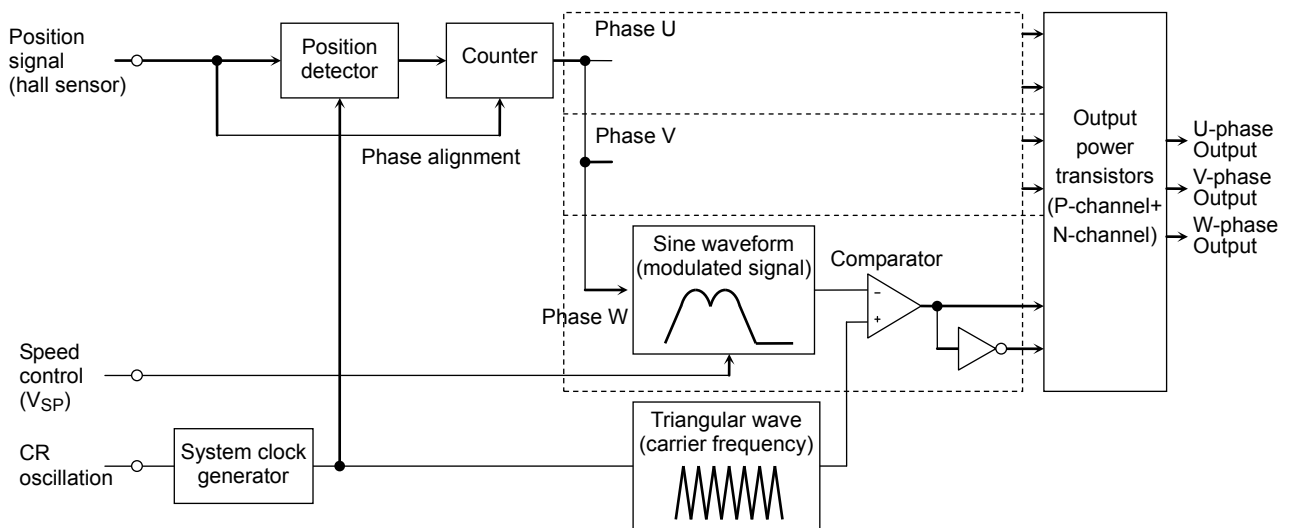 Position
signal
(hall sensor)
Position
detector
Counter
Phase alignment
Phase U
Phase V
Phase W
Sine waveform
(modulated signal)
Comparator
−
+
Output
power
transistors
(P-channel+
N-channel)
U-phase
Output
V-phase
Output
W-phase
Output
Speed
control
(VSP)
CR
oscillation
System clock
generator
Triangular wave
(carrier frequency)